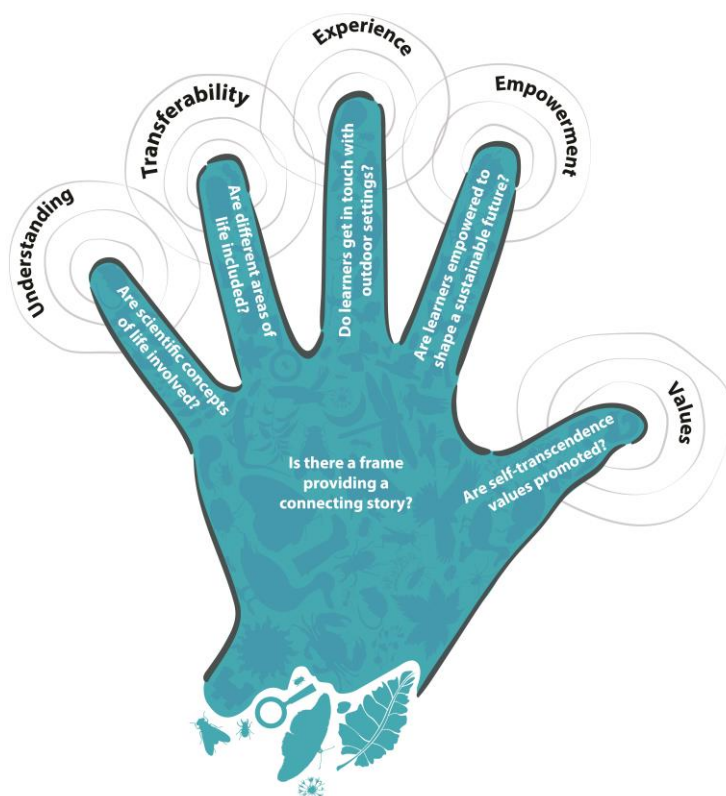 Understanding
Are scientific concepts
of life involved?
Transferability
Are different areas of
life included?
Experience
Do learners get in touch with
outdoor settings?
Empowerment
Are learners empowered to
shape a sustainable future?
Values
Are self-transcendence
values promoted?
Is there a frame
providing a
connecting story?